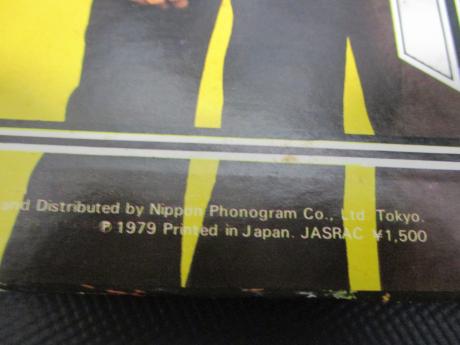 and Distributed by Nippon Phonogram Co., Ltd. Tokyo.
℗ 1979 Printed in Japan. JASRAC ¥1,500